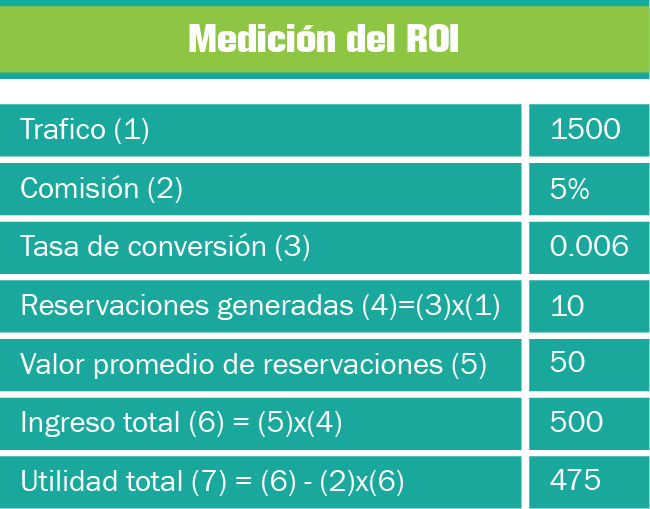 Medición del ROI
Trafico (1) 1500
Comisión (2) 5%
Tasa de conversión (3) 0.006
Reservaciones generadas (4)=(3)x(1) 10
Valor promedio de reservaciones (5) 50
Ingreso total (6) = (5)x(4) 500
Utilidad total (7) = (6) - (2)x(6) 475